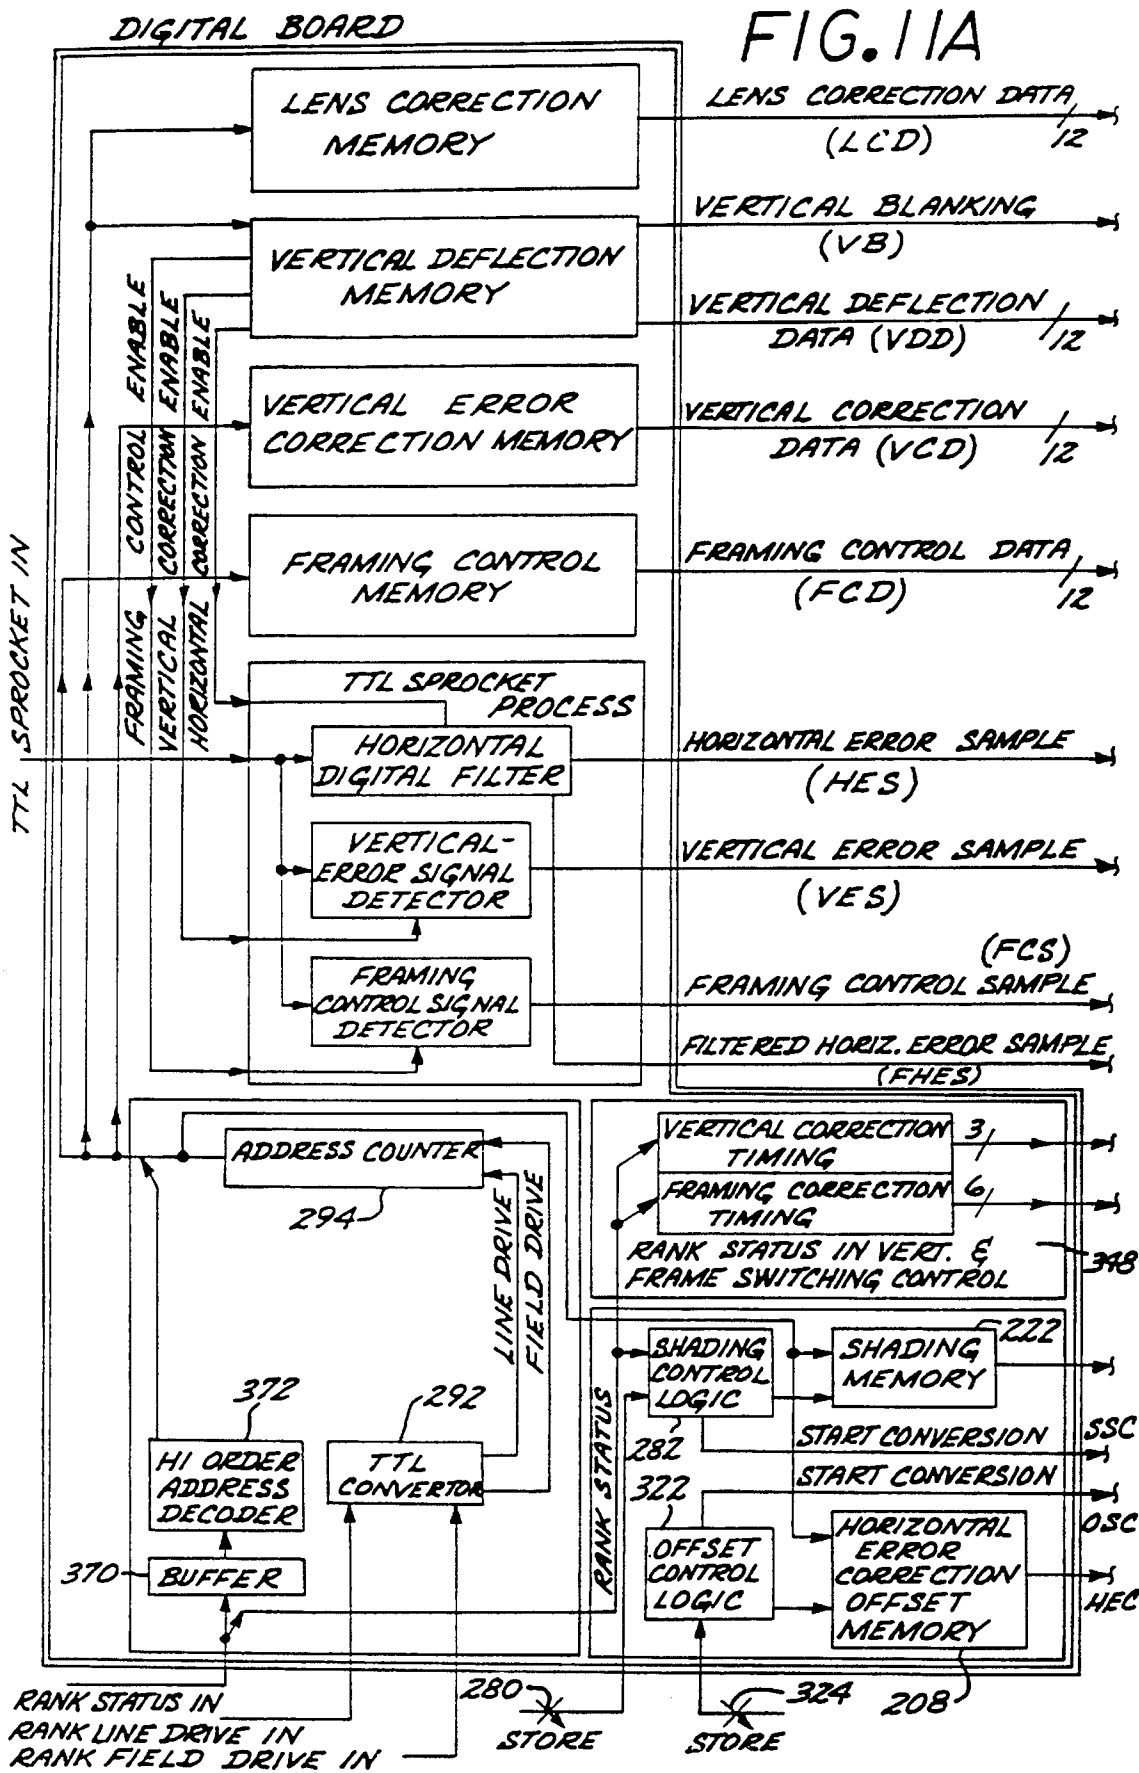 DIGITAL BOARD
FIG. 11A
LENS CORRECTION
MEMORY
LENS CORRECTION DATA
(LCD)
12
VERTICAL DEFLECTION
MEMORY
VERTICAL BLANKING
(VB)
VERTICAL DEFLECTION
DATA (VDD)
12
VERTICAL ERROR
CORRECTION MEMORY
VERTICAL CORRECTION
DATA (VCD)
12
FRAMING CONTROL
MEMORY
FRAMING CONTROL DATA
(FCD)
12
FRAMING CONTROL ENABLE
VERTICAL CORRECTION ENABLE
HORIZONTAL CORRECTION ENABLE
TTL SPROCKET IN
TTL SPROCKET
PROCESS
HORIZONTAL
DIGITAL FILTER
HORIZONTAL ERROR SAMPLE
(HES)
VERTICAL-
ERROR SIGNAL
DETECTOR
VERTICAL ERROR SAMPLE
(VES)
FRAMING
CONTROL SIGNAL
DETECTOR
(FCS)
FRAMING CONTROL SAMPLE
FILTERED HORIZ. ERROR SAMPLE
(FHES)
ADDRESS COUNTER
294
LINE DRIVE
FIELD DRIVE
VERTICAL CORRECTION
TIMING
3
FRAMING CORRECTION
TIMING
6
RANK STATUS IN VERT. &
FRAME SWITCHING CONTROL
348
372
HI ORDER
ADDRESS
DECODER
292
TTL
CONVERTOR
370
BUFFER
RANK STATUS
SHADING
CONTROL
LOGIC
282
222
SHADING
MEMORY
START CONVERSION
SSC
START CONVERSION
OSC
322
OFFSET
CONTROL
LOGIC
HORIZONTAL
ERROR
CORRECTION
OFFSET
MEMORY
HEC
208
RANK STATUS IN
RANK LINE DRIVE IN
RANK FIELD DRIVE IN
280
STORE
324
STORE